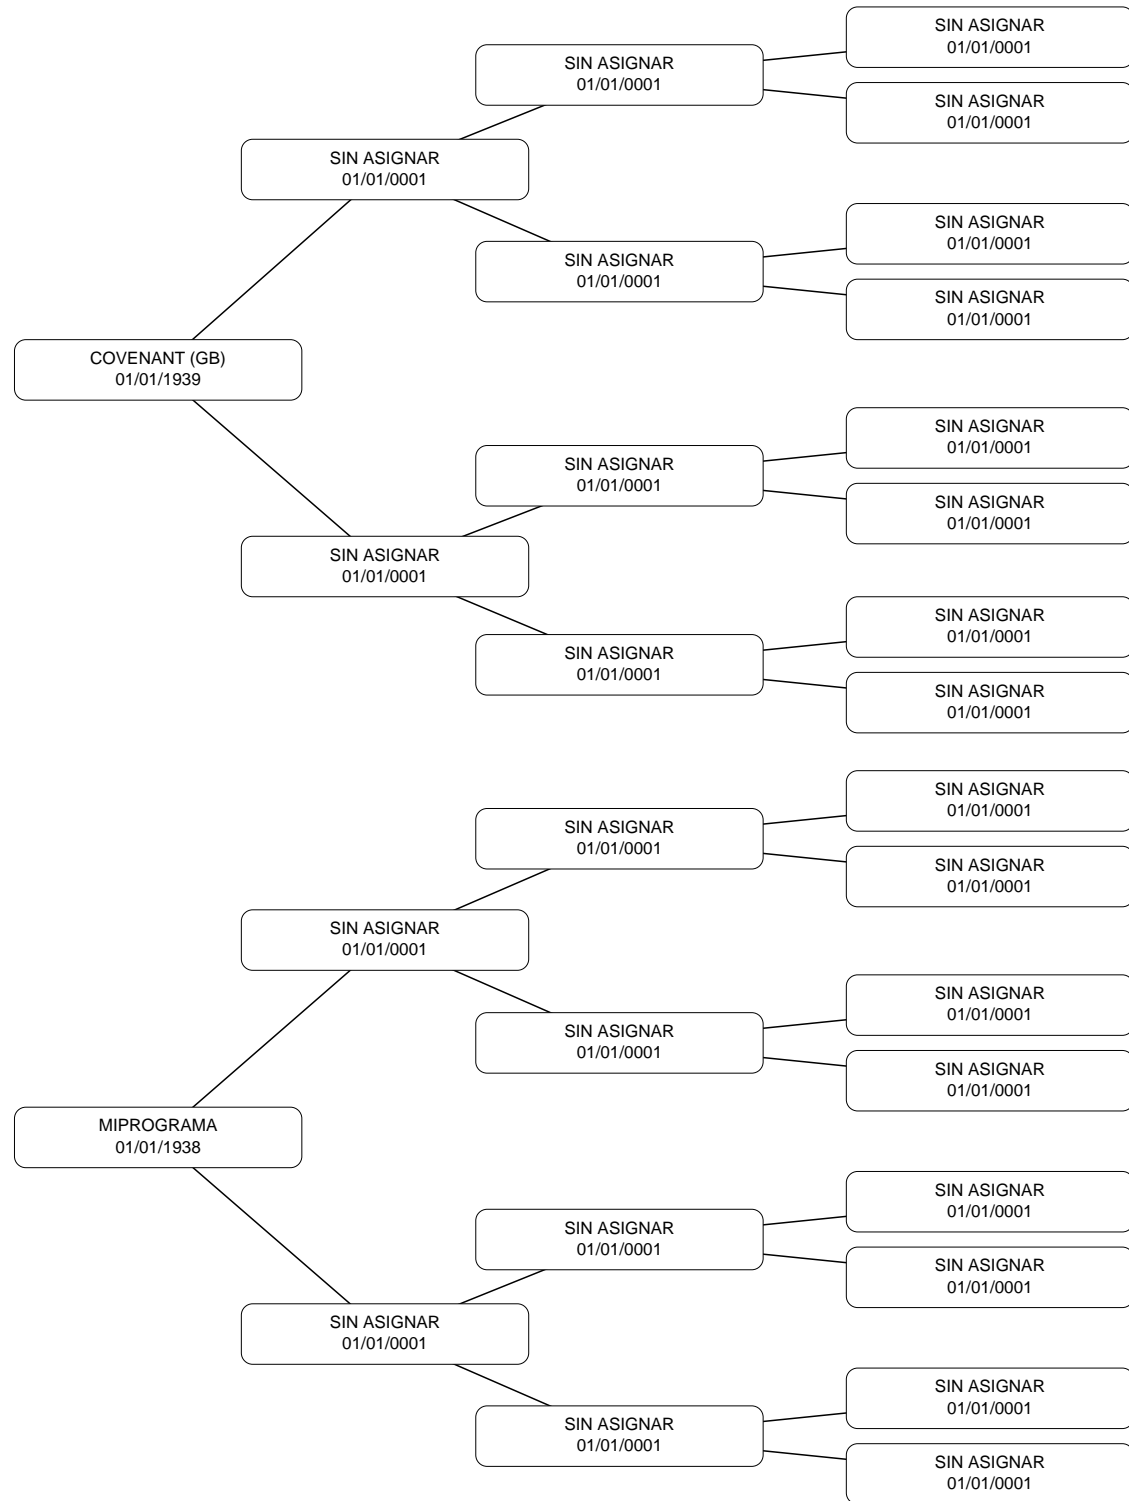 SIN ASIGNAR
01/01/0001
SIN ASIGNAR
01/01/0001
SIN ASIGNAR
01/01/0001
SIN ASIGNAR
01/01/0001
SIN ASIGNAR
01/01/0001
SIN ASIGNAR
01/01/0001
SIN ASIGNAR
01/01/0001
COVENANT (GB)
01/01/1939
SIN ASIGNAR
01/01/0001
SIN ASIGNAR
01/01/0001
SIN ASIGNAR
01/01/0001
SIN ASIGNAR
01/01/0001
SIN ASIGNAR
01/01/0001
SIN ASIGNAR
01/01/0001
SIN ASIGNAR
01/01/0001
SIN ASIGNAR
01/01/0001
SIN ASIGNAR
01/01/0001
SIN ASIGNAR
01/01/0001
SIN ASIGNAR
01/01/0001
SIN ASIGNAR
01/01/0001
SIN ASIGNAR
01/01/0001
SIN ASIGNAR
01/01/0001
MIPROGRAMA
01/01/1938
SIN ASIGNAR
01/01/0001
SIN ASIGNAR
01/01/0001
SIN ASIGNAR
01/01/0001
SIN ASIGNAR
01/01/0001
SIN ASIGNAR
01/01/0001
SIN ASIGNAR
01/01/0001
SIN ASIGNAR
01/01/0001